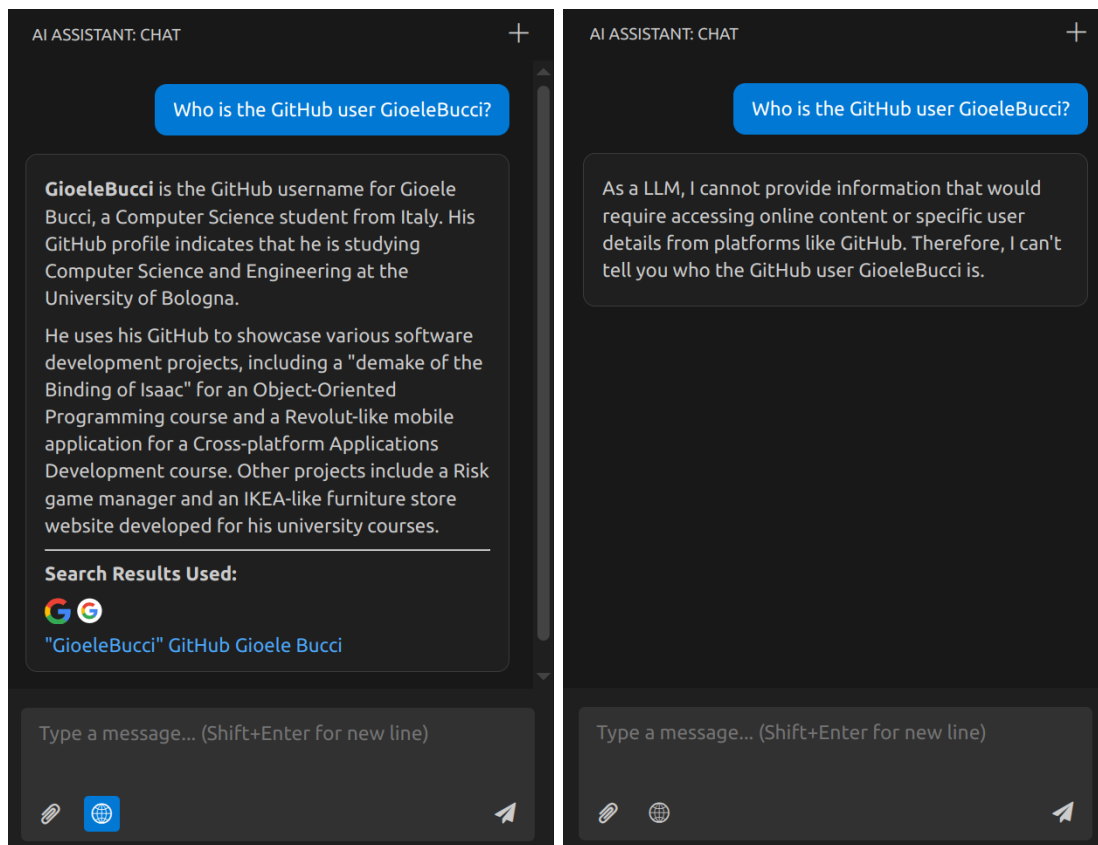 AI ASSISTANT: CHAT
Who is the GitHub user GioeleBucci?
GioeleBucci is the GitHub username for Gioele
Bucci, a Computer Science student from Italy. His
GitHub profile indicates that he is studying
Computer Science and Engineering at the
University of Bologna.
He uses his GitHub to showcase various software
development projects, including a "demake of the
Binding of Isaac" for an Object-Oriented
Programming course and a Revolut-like mobile
application for a Cross-platform Applications
Development course. Other projects include a Risk
game manager and an IKEA-like furniture store
website developed for his university courses.
Search Results Used:
"GioeleBucci" GitHub Gioele Bucci
Type a message... (Shift+Enter for new line)
AI ASSISTANT: CHAT
Who is the GitHub user GioeleBucci?
As a LLM, I cannot provide information that would
require accessing online content or specific user
details from platforms like GitHub. Therefore, I can't
tell you who the GitHub user GioeleBucci is.
Type a message... (Shift+Enter for new line)